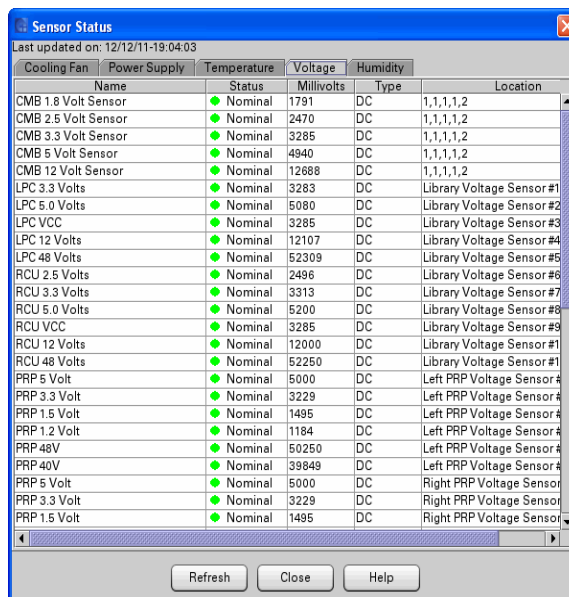 Sensor Status
Last updated on: 12/12/11-19:04:03
Cooling Fan Power Supply Temperature Voltage Humidity
Name Status Millivolts Type Location
CMB 1.8 Volt Sensor Nominal 1791 DC 1,1,1,1,2
CMB 2.5 Volt Sensor Nominal 2470 DC 1,1,1,1,2
CMB 3.3 Volt Sensor Nominal 3285 DC 1,1,1,1,2
CMB 5 Volt Sensor Nominal 4940 DC 1,1,1,1,2
CMB 12 Volt Sensor Nominal 12688 DC 1,1,1,1,2
LPC 3.3 Volts Nominal 3283 DC Library Voltage Sensor #1
LPC 5.0 Volts Nominal 5080 DC Library Voltage Sensor #2
LPC VCC Nominal 3285 DC Library Voltage Sensor #3
LPC 12 Volts Nominal 12107 DC Library Voltage Sensor #4
LPC 48 Volts Nominal 52309 DC Library Voltage Sensor #5
RCU 2.5 Volts Nominal 2496 DC Library Voltage Sensor #6
RCU 3.3 Volts Nominal 3313 DC Library Voltage Sensor #7
RCU 5.0 Volts Nominal 5200 DC Library Voltage Sensor #8
RCU VCC Nominal 3285 DC Library Voltage Sensor #9
RCU 12 Volts Nominal 12000 DC Library Voltage Sensor #1
RCU 48 Volts Nominal 52250 DC Library Voltage Sensor #1
PRP 5 Volt Nominal 5000 DC Left PRP Voltage Sensor #
PRP 3.3 Volt Nominal 3229 DC Left PRP Voltage Sensor #
PRP 1.5 Volt Nominal 1495 DC Left PRP Voltage Sensor #
PRP 1.2 Volt Nominal 1184 DC Left PRP Voltage Sensor #
PRP 48V Nominal 50250 DC Left PRP Voltage Sensor #
PRP 40V Nominal 39849 DC Left PRP Voltage Sensor #
PRP 5 Volt Nominal 5000 DC Right PRP Voltage Sensor
PRP 3.3 Volt Nominal 3229 DC Right PRP Voltage Sensor
PRP 1.5 Volt Nominal 1495 DC Right PRP Voltage Sensor
Refresh Close Help